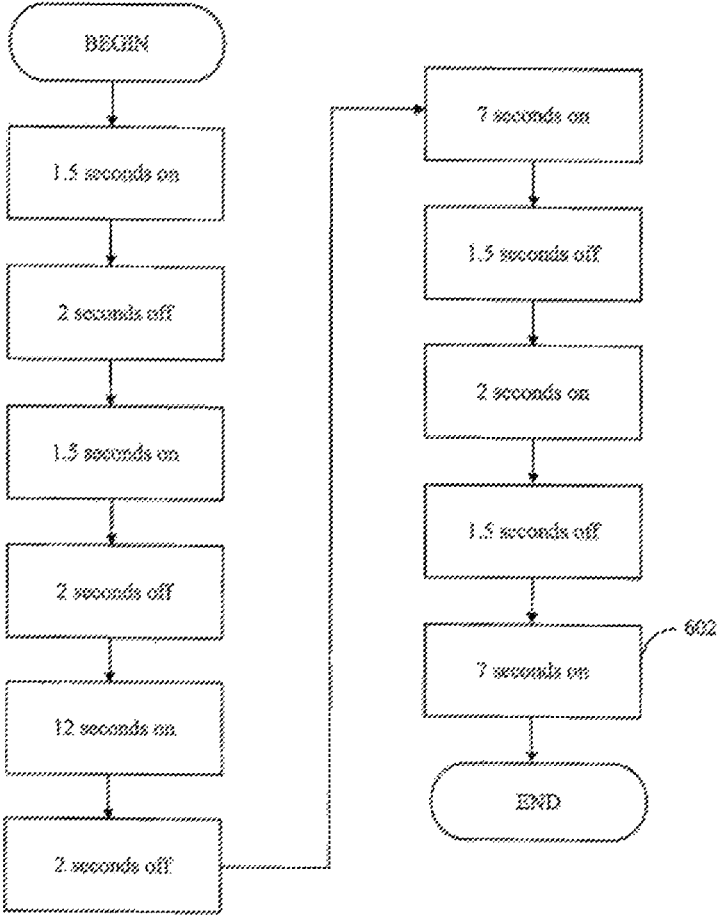 BEGIN
1.5 seconds on
2 seconds off
1.5 seconds on
2 seconds off
12 seconds on
2 seconds off
7 seconds on
1.5 seconds off
2 seconds on
1.5 seconds off
7 seconds on
602
END